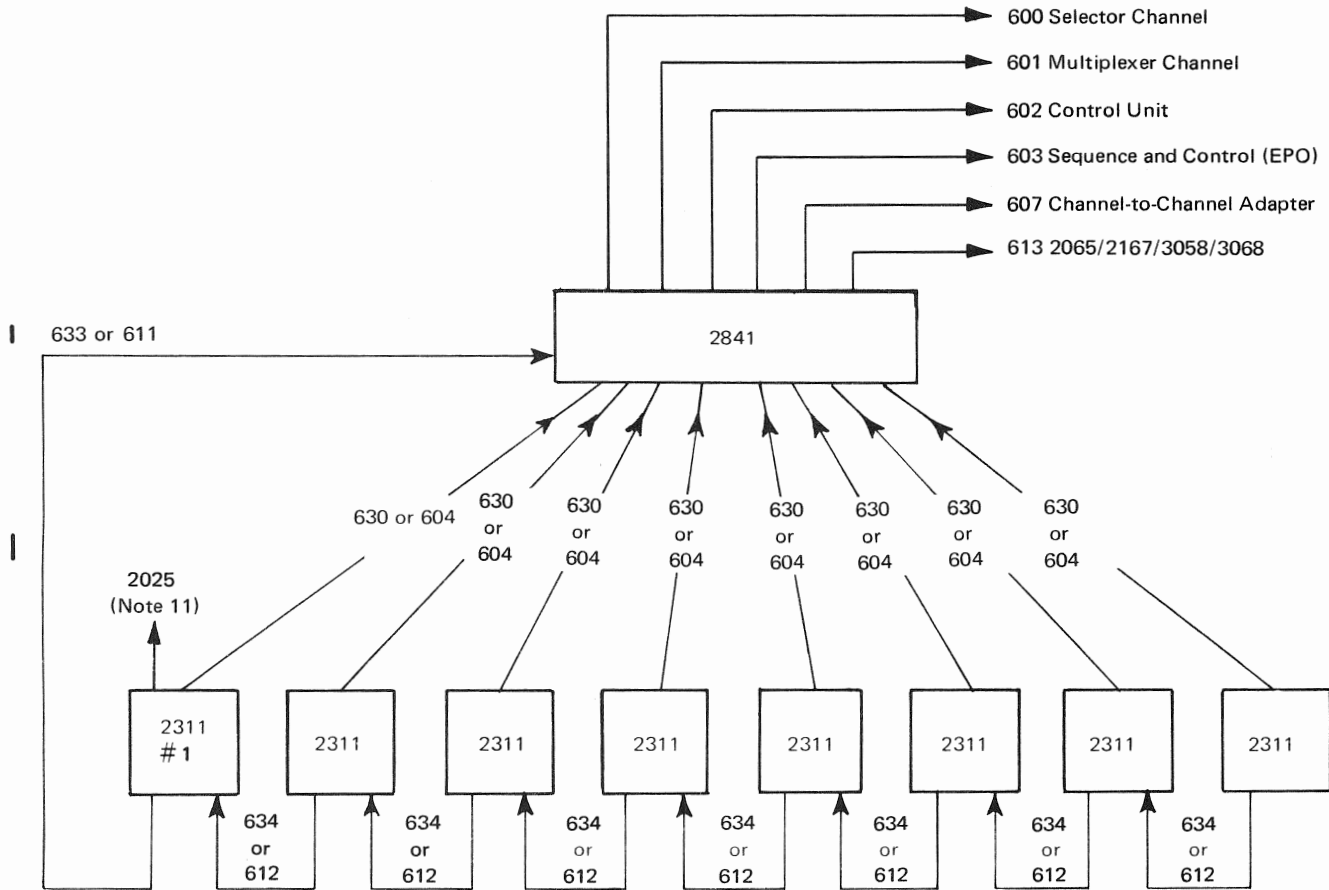 600 Selector Channel
601 Multiplexer Channel
602 Control Unit
603 Sequence and Control (EPO)
607 Channel-to-Channel Adapter
613 2065/2167/3058/3068
633 or 611
2841
630 or 604
630
or
604
630
or
604
630
or
604
630
or
604
630
or
604
630
or
604
630
or
604
2025
(Note 11)
2311
#1
2311
2311
2311
2311
2311
2311
2311
634
or
612
634
or
612
634
or
612
634
or
612
634
or
612
634
or
612
634
or
612